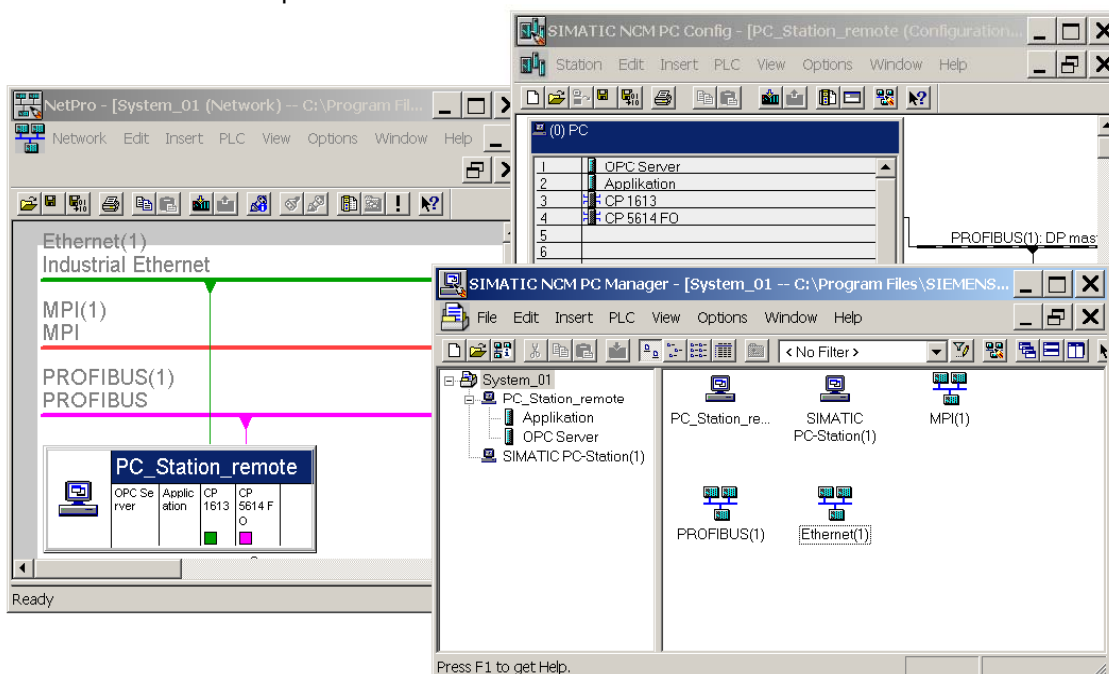 SIMATIC NCM PC Config - [PC_Station_remote (Configuration...
Station Edit Insert PLC View Options Window Help
(0) PC
1 OPC Server
2 Applikation
3 CP 1613
4 CP 5614 FO
5
6
PROFIBUS(1): DP mas
NetPro - [System_01 (Network) -- C:\Program Fil...
Network Edit Insert PLC View Options Window Help
Ethernet(1)
Industrial Ethernet
MPI(1)
MPI
PROFIBUS(1)
PROFIBUS
PC_Station_remote
OPC Se
rver
Applic
ation
CP
1613
CP
5614 F
O
Ready
SIMATIC NCM PC Manager - [System_01 -- C:\Program Files\SIEMENS...
File Edit Insert PLC View Options Window Help
< No Filter >
System_01
PC_Station_remote
Applikation
OPC Server
SIMATIC PC-Station(1)
PC_Station_re...
SIMATIC
PC-Station(1)
MPI(1)
PROFIBUS(1)
Ethernet(1)
Press F1 to get Help.